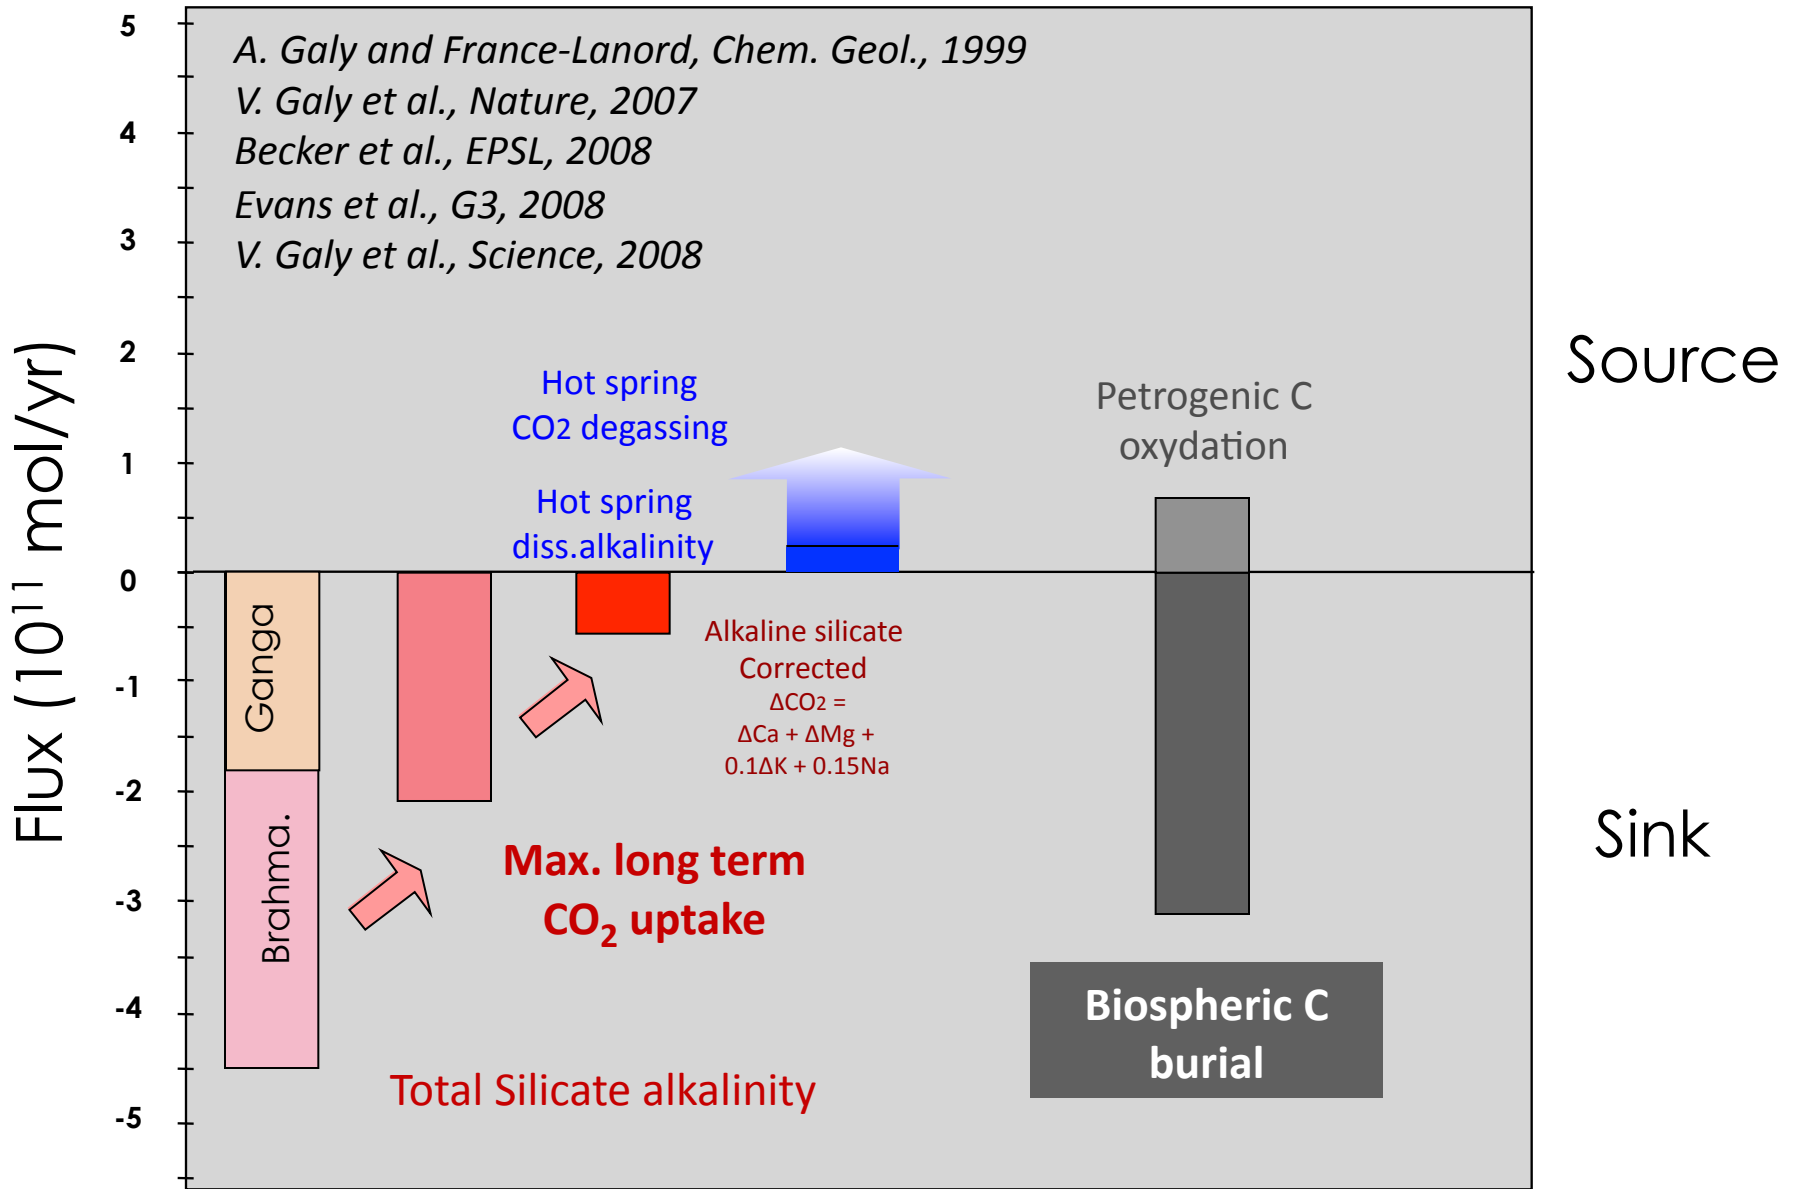 A. Galy and France-Lanord, Chem. Geol., 1999
V. Galy et al., Nature, 2007
Becker et al., EPSL, 2008
Evans et al., G3, 2008
V. Galy et al., Science, 2008
Flux (10¹¹ mol/yr)
5
4
3
2
1
0
-1
-2
-3
-4
-5
Source
Sink
Hot spring
CO2 degassing
Hot spring
diss.alkalinity
Petrogenic C
oxydation
Ganga
Brahma.
Alkaline silicate
Corrected
ΔCO2 =
ΔCa + ΔMg +
0.1ΔK + 0.15Na
Max. long term
CO₂ uptake
Total Silicate alkalinity
Biospheric C
burial